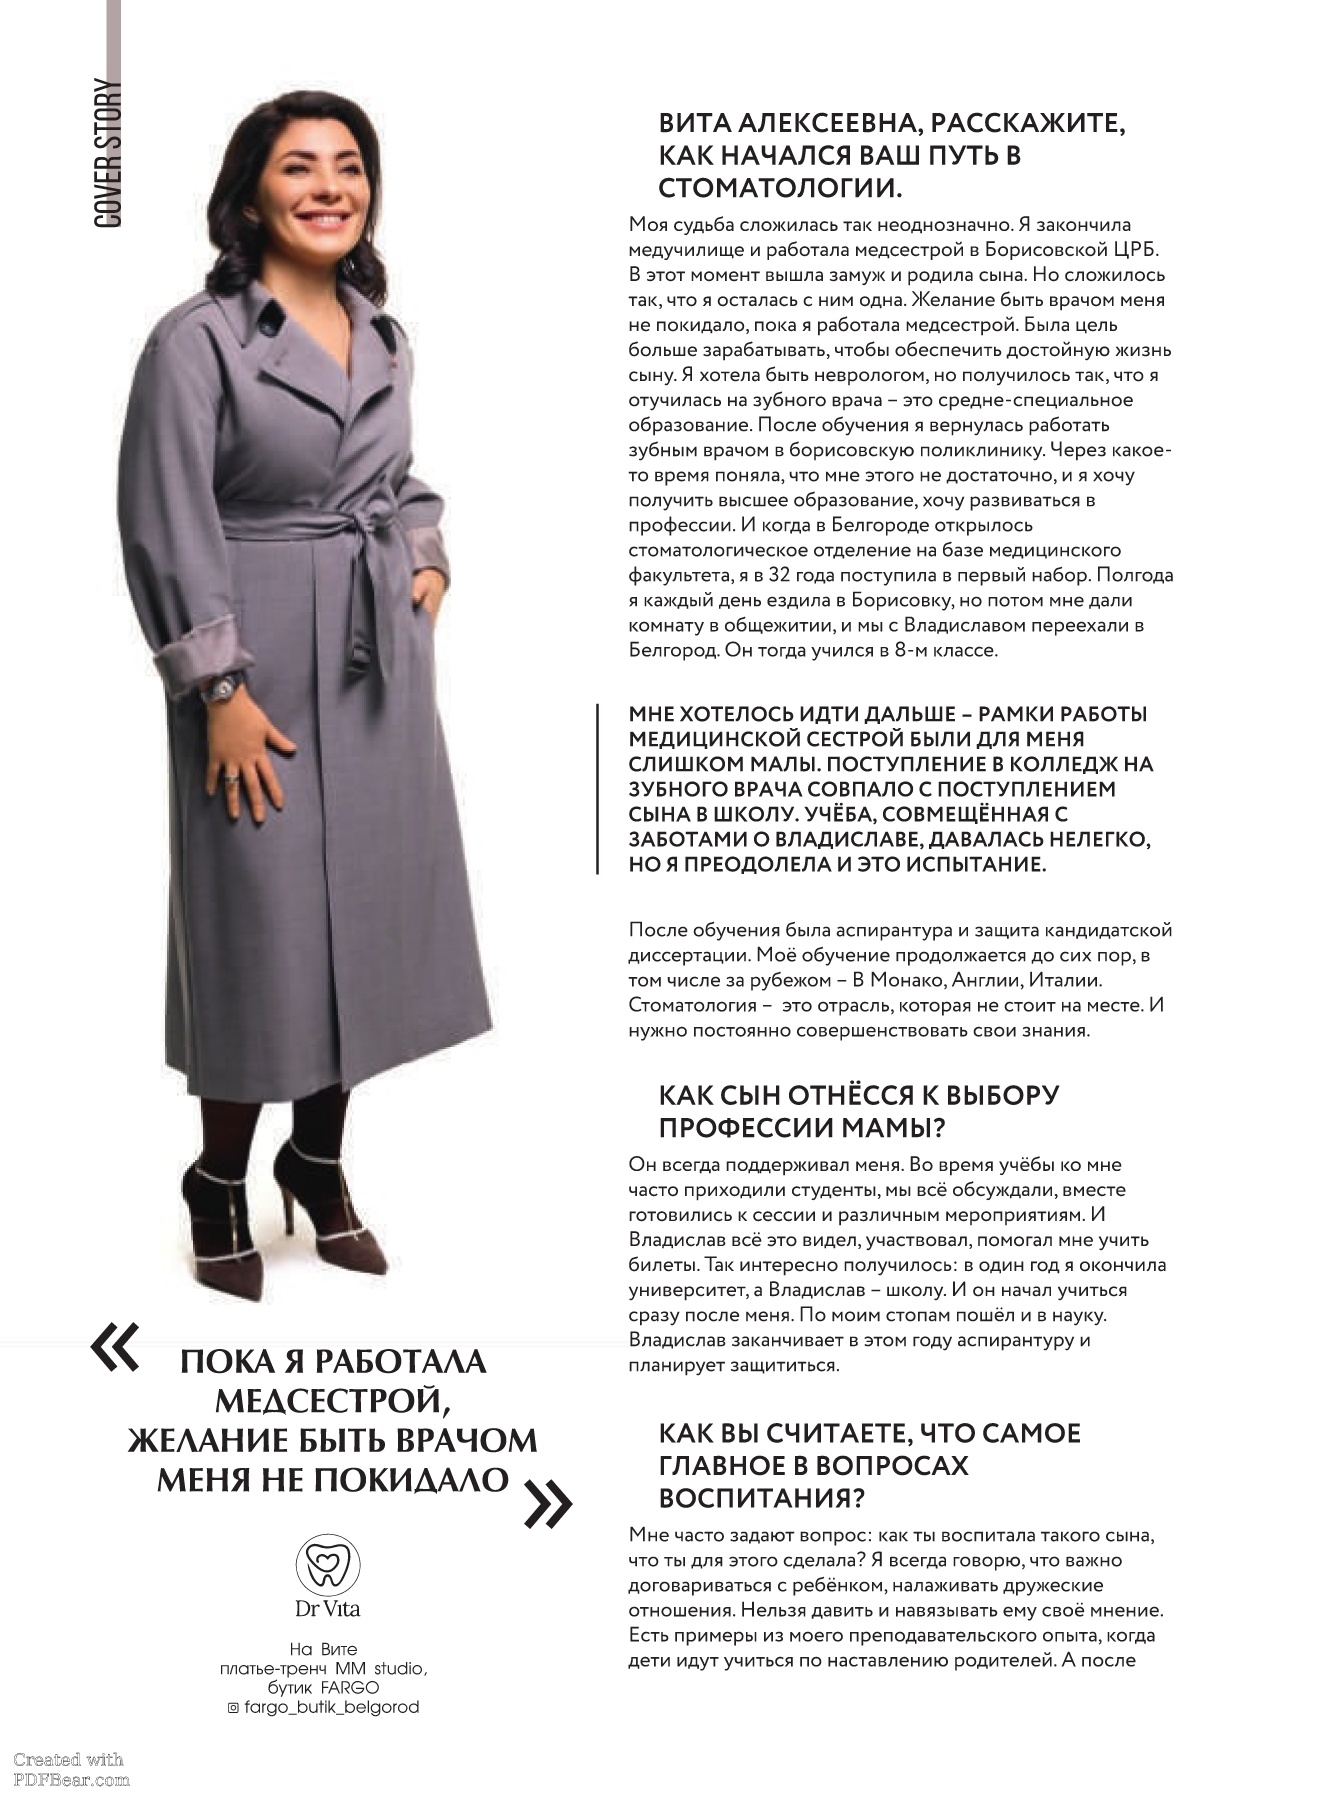 COVER STORY
ВИТА АЛЕКСЕЕВНА, РАССКАЖИТЕ,
КАК НАЧАЛСЯ ВАШ ПУТЬ В
СТОМАТОЛОГИИ.
Моя судьба сложилась так неоднозначно. Я закончила
медучилище и работала медсестрой в Борисовской ЦРБ.
В этот момент вышла замуж и родила сына. Но сложилось
так, что я осталась с ним одна. Желание быть врачом меня
не покидало, пока я работала медсестрой. Была цель
больше зарабатывать, чтобы обеспечить достойную жизнь
сыну. Я хотела быть неврологом, но получилось так, что я
отучилась на зубного врача – это средне-специальное
образование. После обучения я вернулась работать
зубным врачом в борисовскую поликлинику. Через какое-
то время поняла, что мне этого не достаточно, и я хочу
получить высшее образование, хочу развиваться в
профессии. И когда в Белгороде открылось
стоматологическое отделение на базе медицинского
факультета, я в 32 года поступила в первый набор. Полгода
я каждый день ездила в Борисовку, но потом мне дали
комнату в общежитии, и мы с Владиславом переехали в
Белгород. Он тогда учился в 8-м классе.
МНЕ ХОТЕЛОСЬ ИДТИ ДАЛЬШЕ – РАМКИ РАБОТЫ
МЕДИЦИНСКОЙ СЕСТРОЙ БЫЛИ ДЛЯ МЕНЯ
СЛИШКОМ МАЛЫ. ПОСТУПЛЕНИЕ В КОЛЛЕДЖ НА
ЗУБНОГО ВРАЧА СОВПАЛО С ПОСТУПЛЕНИЕМ
СЫНА В ШКОЛУ. УЧЁБА, СОВМЕЩЁННАЯ С
ЗАБОТАМИ О ВЛАДИСЛАВЕ, ДАВАЛАСЬ НЕЛЕГКО,
НО Я ПРЕОДОЛЕЛА И ЭТО ИСПЫТАНИЕ.
После обучения была аспирантура и защита кандидатской
диссертации. Моё обучение продолжается до сих пор, в
том числе за рубежом – В Монако, Англии, Италии.
Стоматология – это отрасль, которая не стоит на месте. И
нужно постоянно совершенствовать свои знания.
КАК СЫН ОТНЁССЯ К ВЫБОРУ
ПРОФЕССИИ МАМЫ?
Он всегда поддерживал меня. Во время учёбы ко мне
часто приходили студенты, мы всё обсуждали, вместе
готовились к сессии и различным мероприятиям. И
Владислав всё это видел, участвовал, помогал мне учить
билеты. Так интересно получилось: в один год я окончила
университет, а Владислав – школу. И он начал учиться
сразу после меня. По моим стопам пошёл и в науку.
Владислав заканчивает в этом году аспирантуру и
планирует защититься.
КАК ВЫ СЧИТАЕТЕ, ЧТО САМОЕ
ГЛАВНОЕ В ВОПРОСАХ
ВОСПИТАНИЯ?
Мне часто задают вопрос: как ты воспитала такого сына,
что ты для этого сделала? Я всегда говорю, что важно
договариваться с ребёнком, налаживать дружеские
отношения. Нельзя давить и навязывать ему своё мнение.
Есть примеры из моего преподавательского опыта, когда
дети идут учиться по наставлению родителей. А после
« ПОКА Я РАБОТАЛА
МЕДСЕСТРОЙ,
ЖЕЛАНИЕ БЫТЬ ВРАЧОМ
МЕНЯ НЕ ПОКИДАЛО »
Dr Vita
На Вите
платье-тренч MM studio,
бутик FARGO
fargo_butik_belgorod
Created with
PDFBear.com